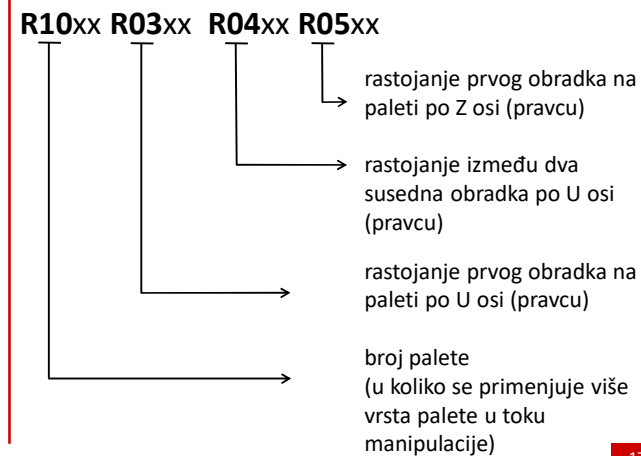 R10xx R03xx R04xx R05xx
rastojanje prvog obradka na
paleti po Z osi (pravcu)
rastojanje između dva
susedna obradka po U osi
(pravcu)
rastojanje prvog obradka na
paleti po U osi (pravcu)
broj palete
(u koliko se primenjuje više
vrsta palete u toku
manipulacije)